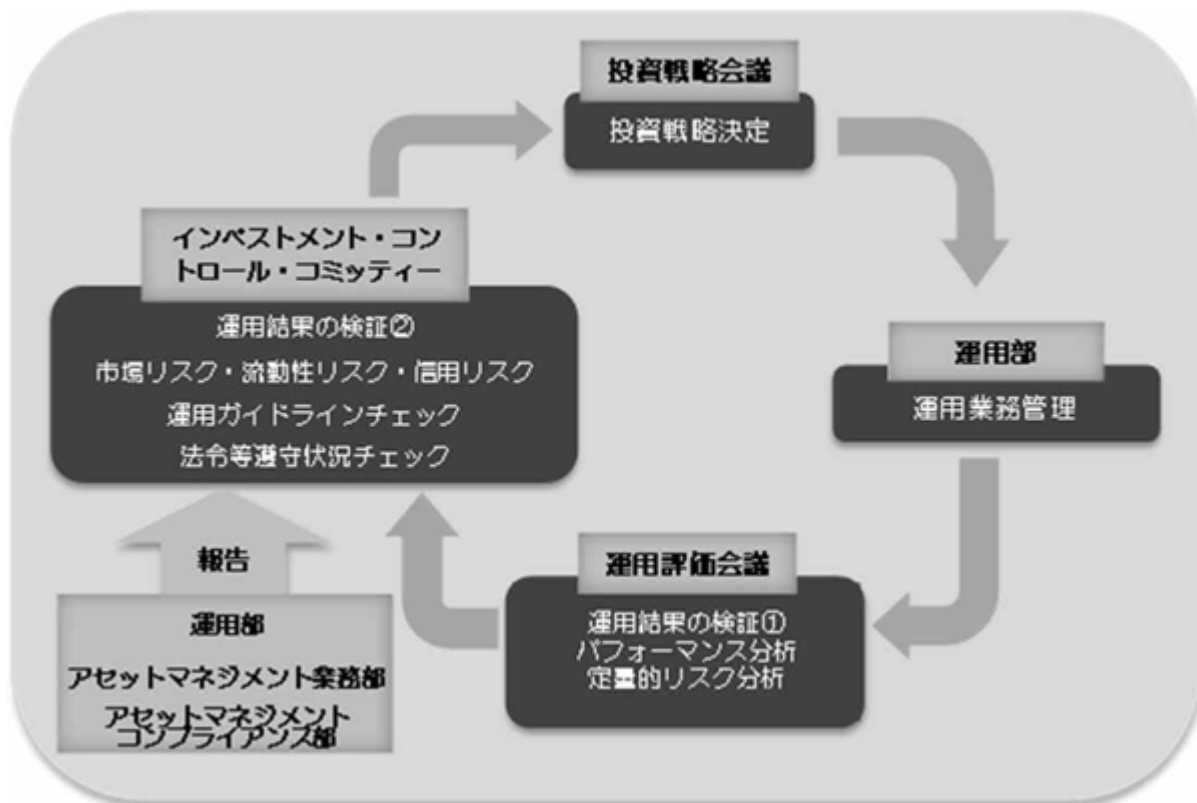 投資戦略会議
投資戦略決定
運用部
運用業務管理
運用評価会議
運用結果の検証①
パフォーマンス分析
定量的リスク分析
インベストメント・コン
トロール・コミッティー
運用結果の検証②
市場リスク・流動性リスク・信用リスク
運用ガイドラインチェック
法令等遵守状況チェック
報告
運用部
アセットマネジメント業務部
アセットマネジメント
コンプライアンス部